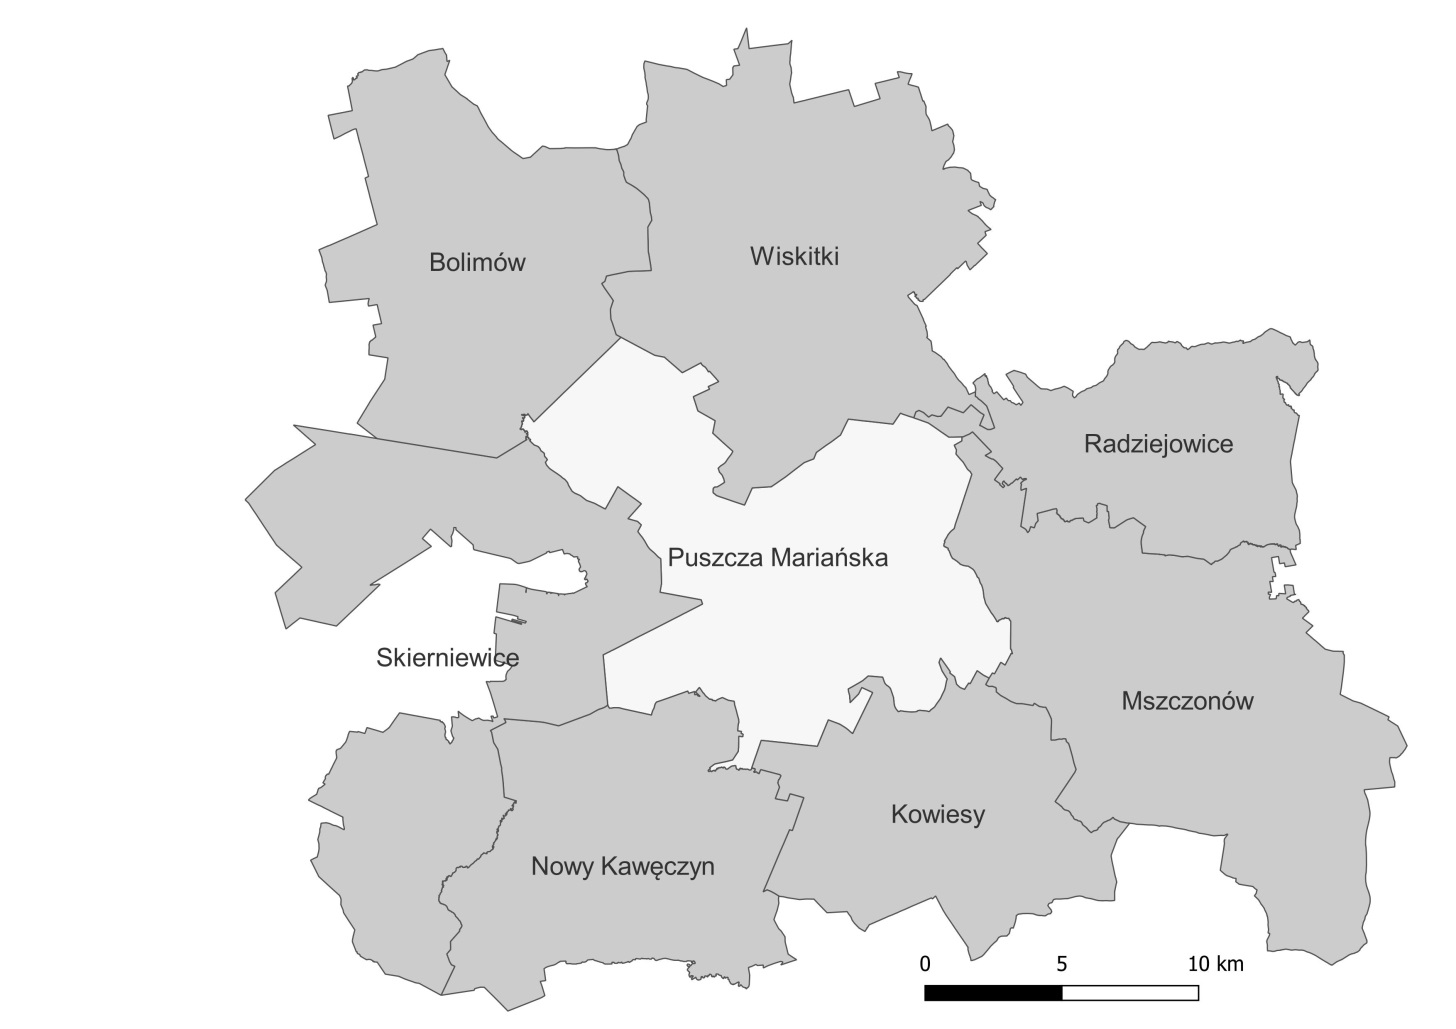 Wiskitki
Bolimów
Radziejowice
Puszcza Mariańska
Skierniewice
Mszczonów
Kowiesy
Nowy Kawęczyn
0 5 10 km